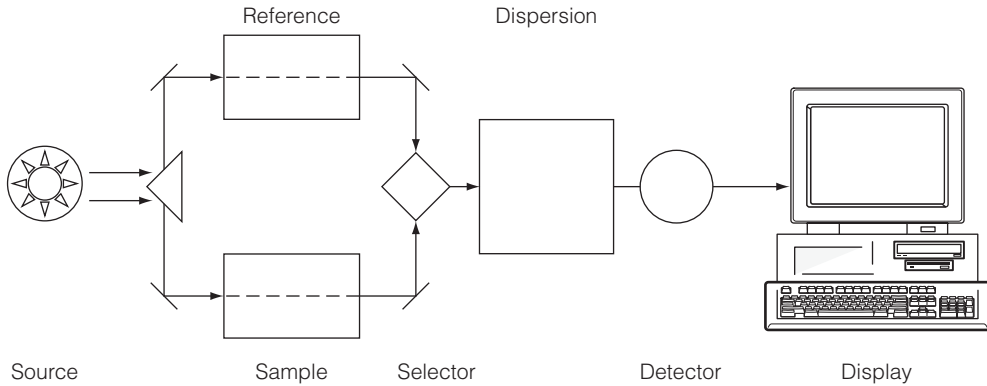 Reference
Dispersion
Source
Sample
Selector
Detector
Display